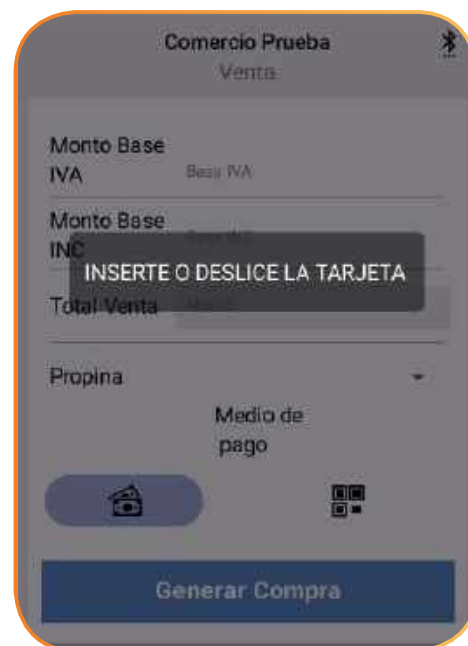 Comercio Prueba
Venta
Monto Base
IVA
Base IVA
Monto Base
INC
INSERTE O DESLICE LA TARJETA
Total Venta
Propina
Medio de
pago
Generar Compra